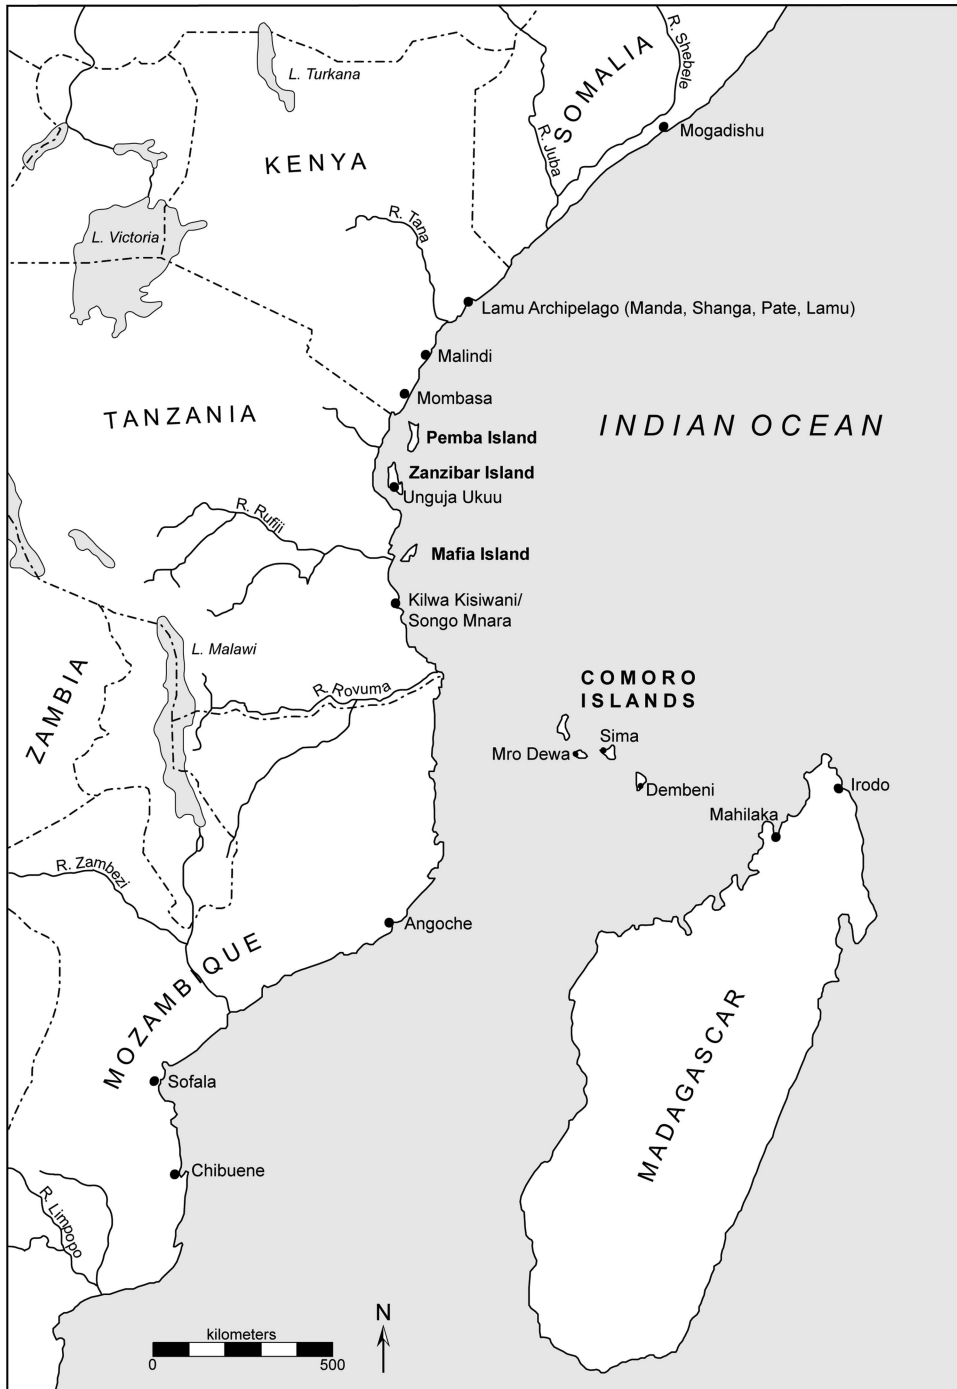 R. Shebele
SOMALIA
L. Turkana
R. Juba
Mogadishu
KENYA
R. Tana
L. Victoria
Lamu Archipelago (Manda, Shanga, Pate, Lamu)
Malindi
Mombasa
TANZANIA
INDIAN OCEAN
Pemba Island
Zanzibar Island
Unguja Ukuu
R. Rufiji
Mafia Island
Kilwa Kisiwani/
Songo Mnara
L. Malawi
ZAMBIA
R. Rovuma
COMORO
ISLANDS
Sima
Mro Dewa
Dembeni
Irodo
Mahilaka
R. Zambezi
Angoche
MOZAMBIQUE
MADAGASCAR
Sofala
Chibuene
R. Limpopo
N
kilometers
0 500